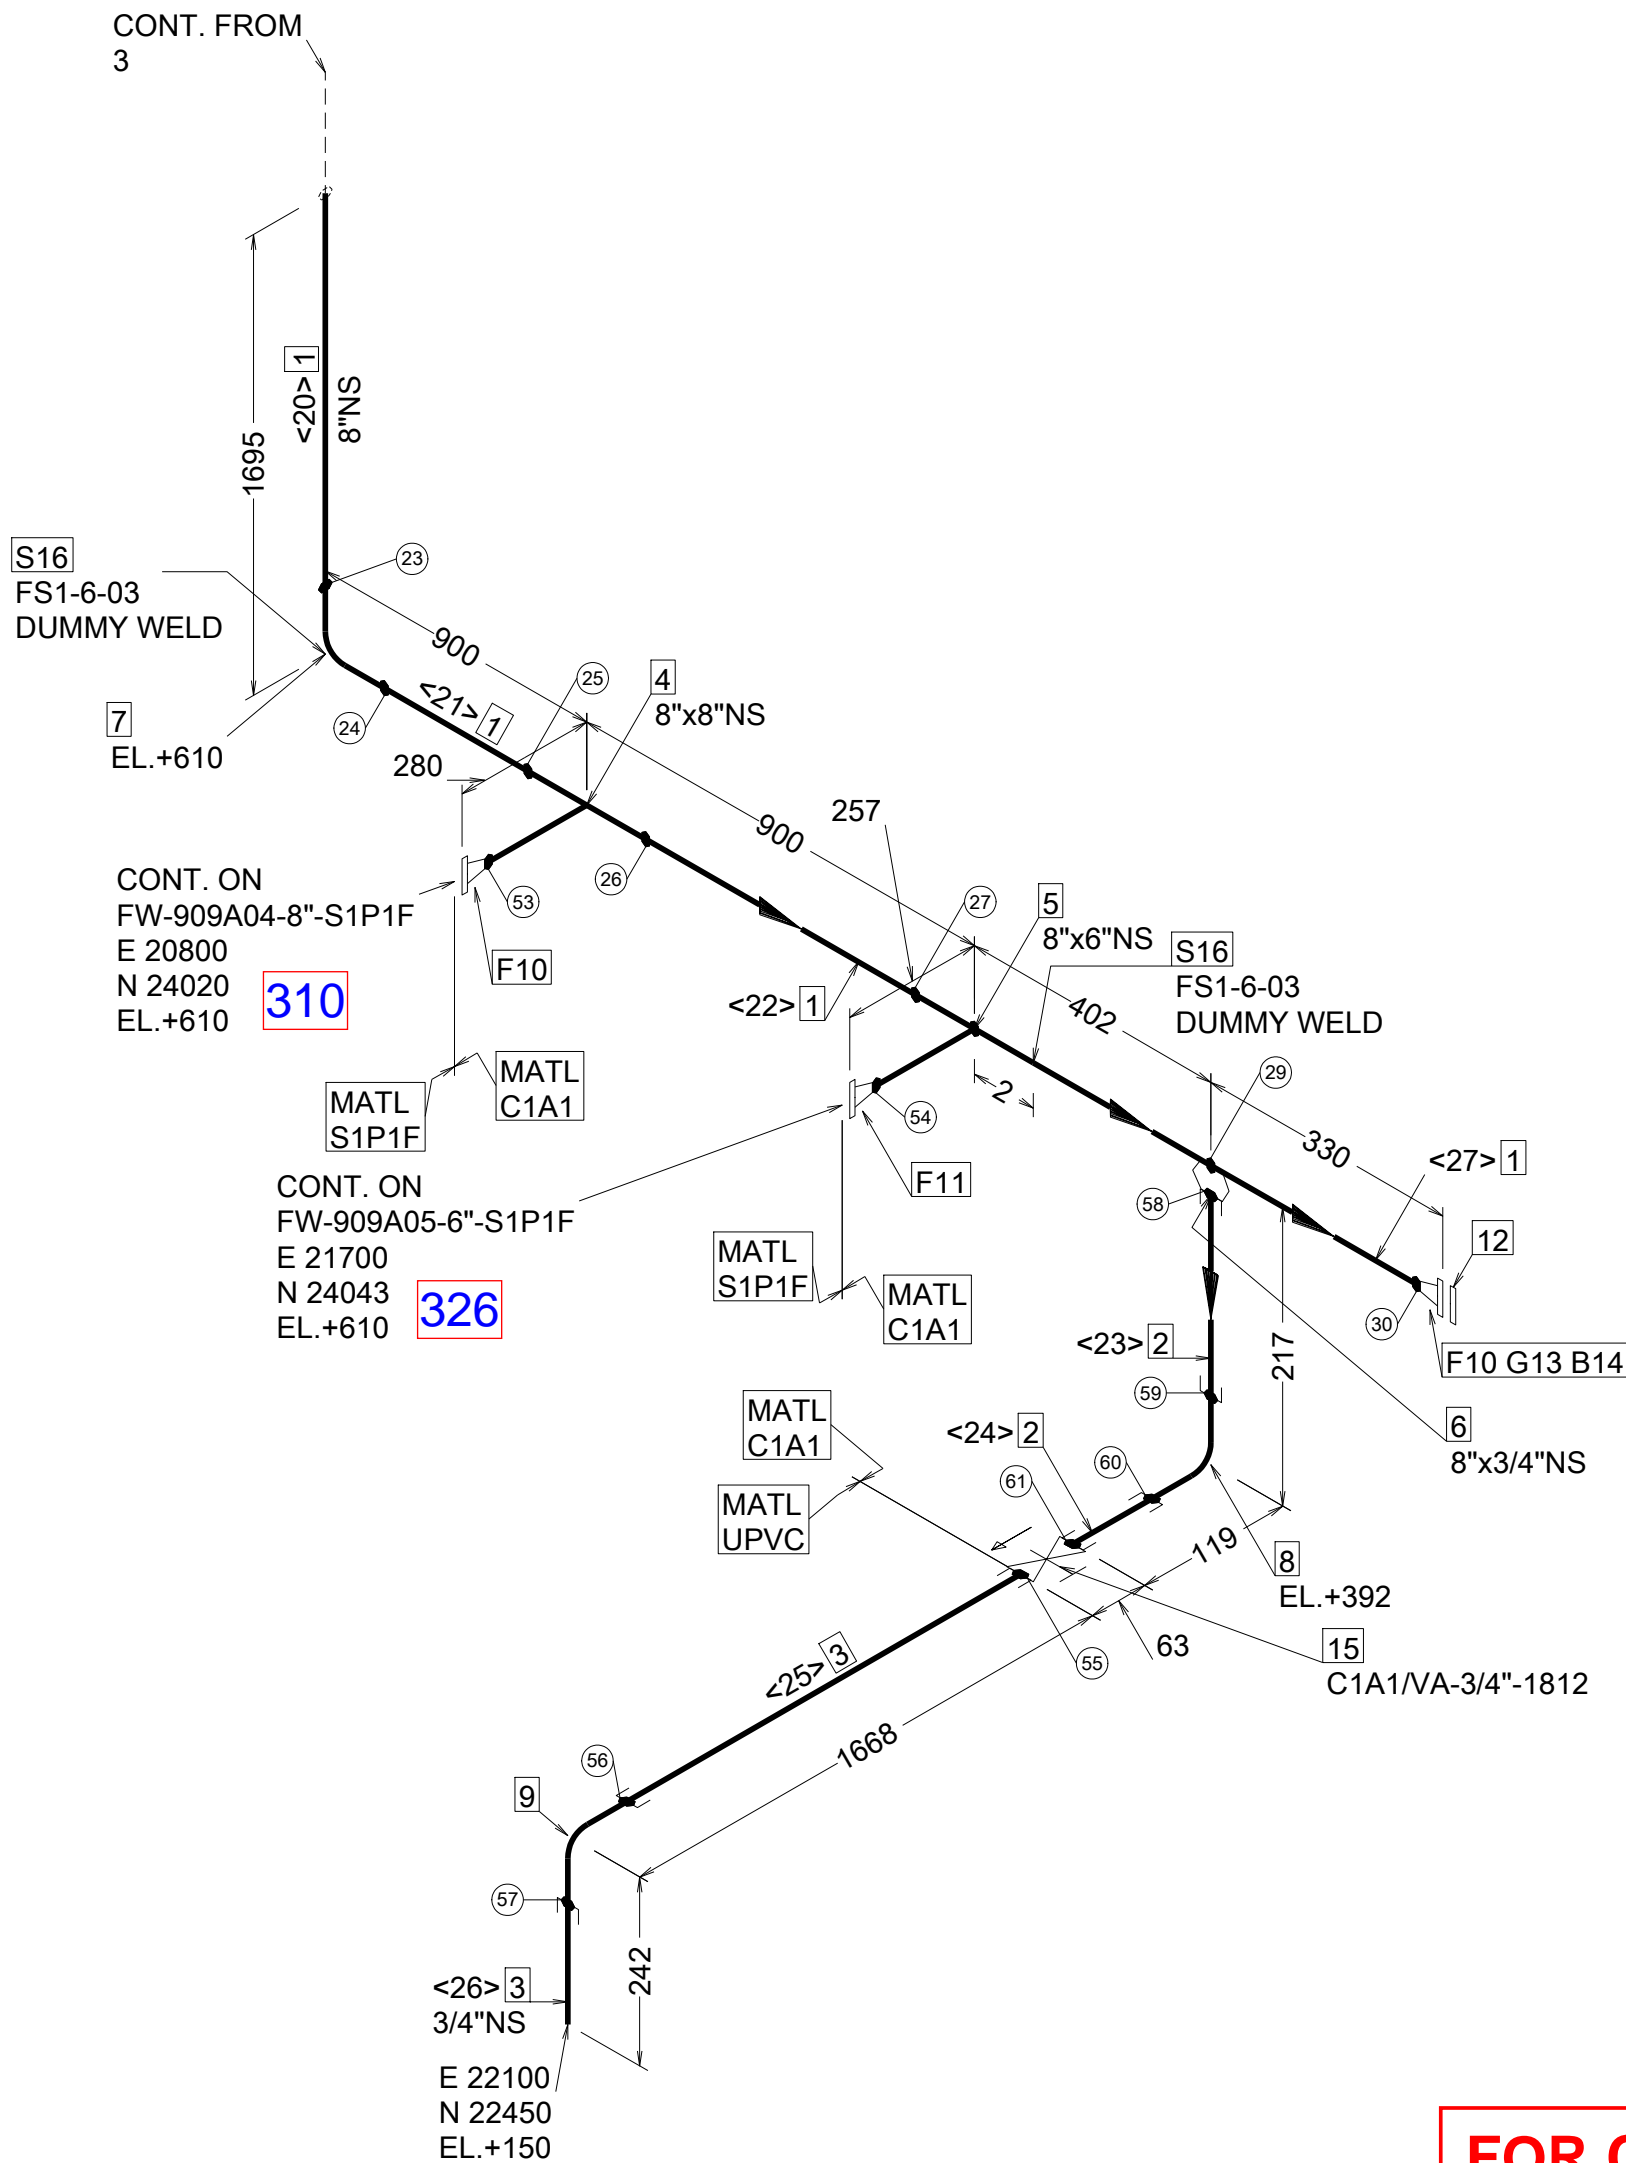 CONT. FROM
3
<20> 1
8"NS
1695
S16
FS1-6-03
DUMMY WELD
23
900
25
4
8"x8"NS
<21> 1
24
7
EL.+610
280
257
900
CONT. ON
FW-909A04-8"-S1P1F
E 20800
N 24020
EL.+610
310
26
53
F10
27
5
8"x6"NS
S16
FS1-6-03
DUMMY WELD
<22> 1
402
MATL
C1A1
MATL
S1P1F
2
29
54
330
<27> 1
CONT. ON
FW-909A05-6"-S1P1F
E 21700
N 24043
EL.+610
326
F11
58
12
MATL
S1P1F
MATL
C1A1
30
F10 G13 B14
<23> 2
217
59
6
8"x3/4"NS
MATL
C1A1
<24> 2
60
61
MATL
UPVC
119
8
EL.+392
63
15
C1A1/VA-3/4"-1812
<25> 3
55
1668
56
9
57
242
<26> 3
3/4"NS
E 22100
N 22450
EL.+150